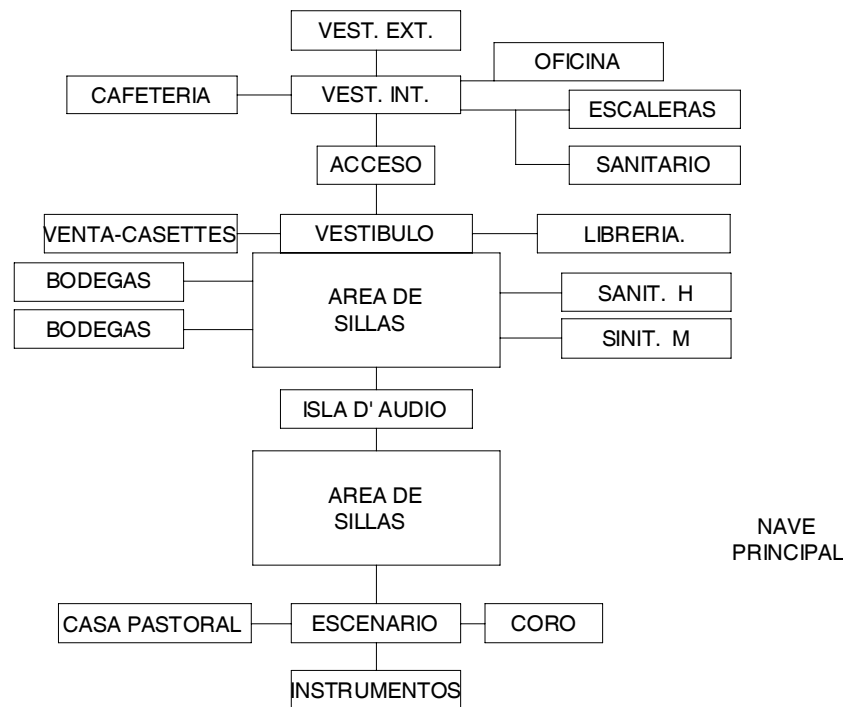 VEST. EXT.
OFICINA
CAFETERIA
VEST. INT.
ESCALERAS
ACCESO
SANITARIO
VENTA-CASETTES
VESTIBULO
LIBRERIA.
BODEGAS
AREA DE
SILLAS
SANIT. H
BODEGAS
SINIT. M
ISLA D' AUDIO
AREA DE
SILLAS
NAVE
PRINCIPAL
CASA PASTORAL
ESCENARIO
CORO
INSTRUMENTOS